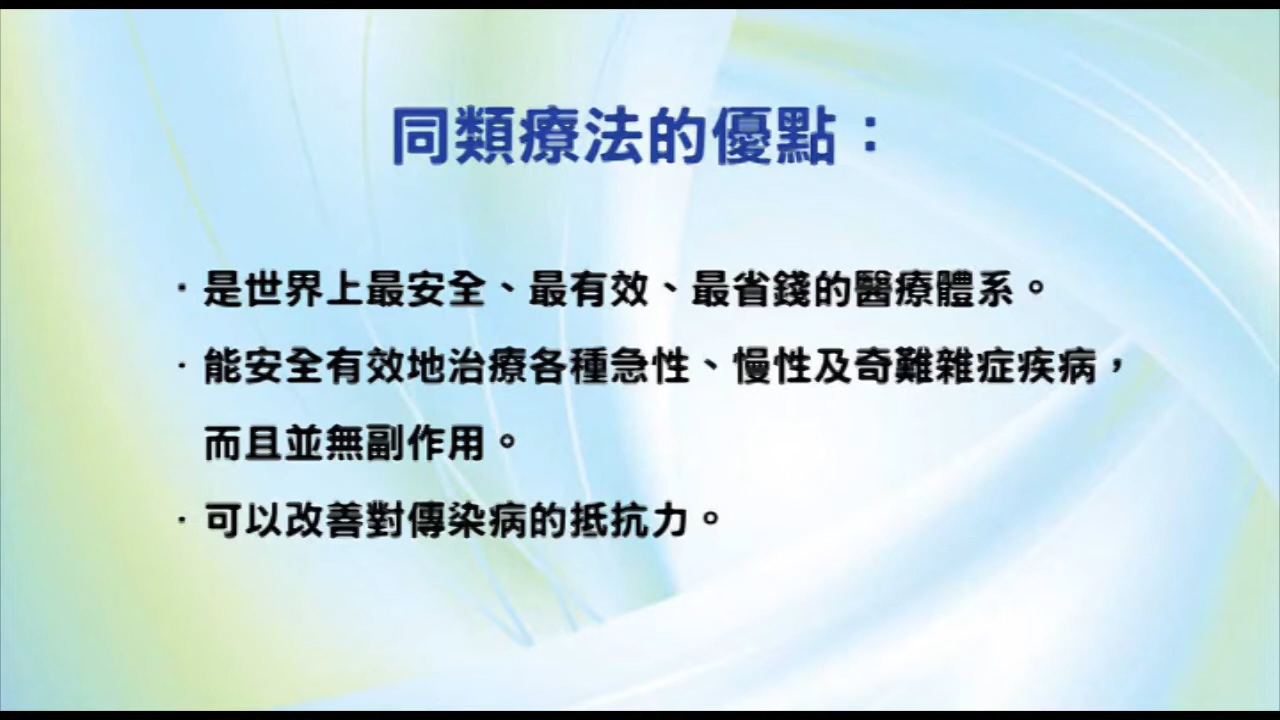 同類療法的優點：
· 是世界上最安全、最有效、最省錢的醫療體系。
· 能安全有效地治療各種急性、慢性及奇難雜症疾病，
而且並無副作用。
· 可以改善對傳染病的抵抗力。